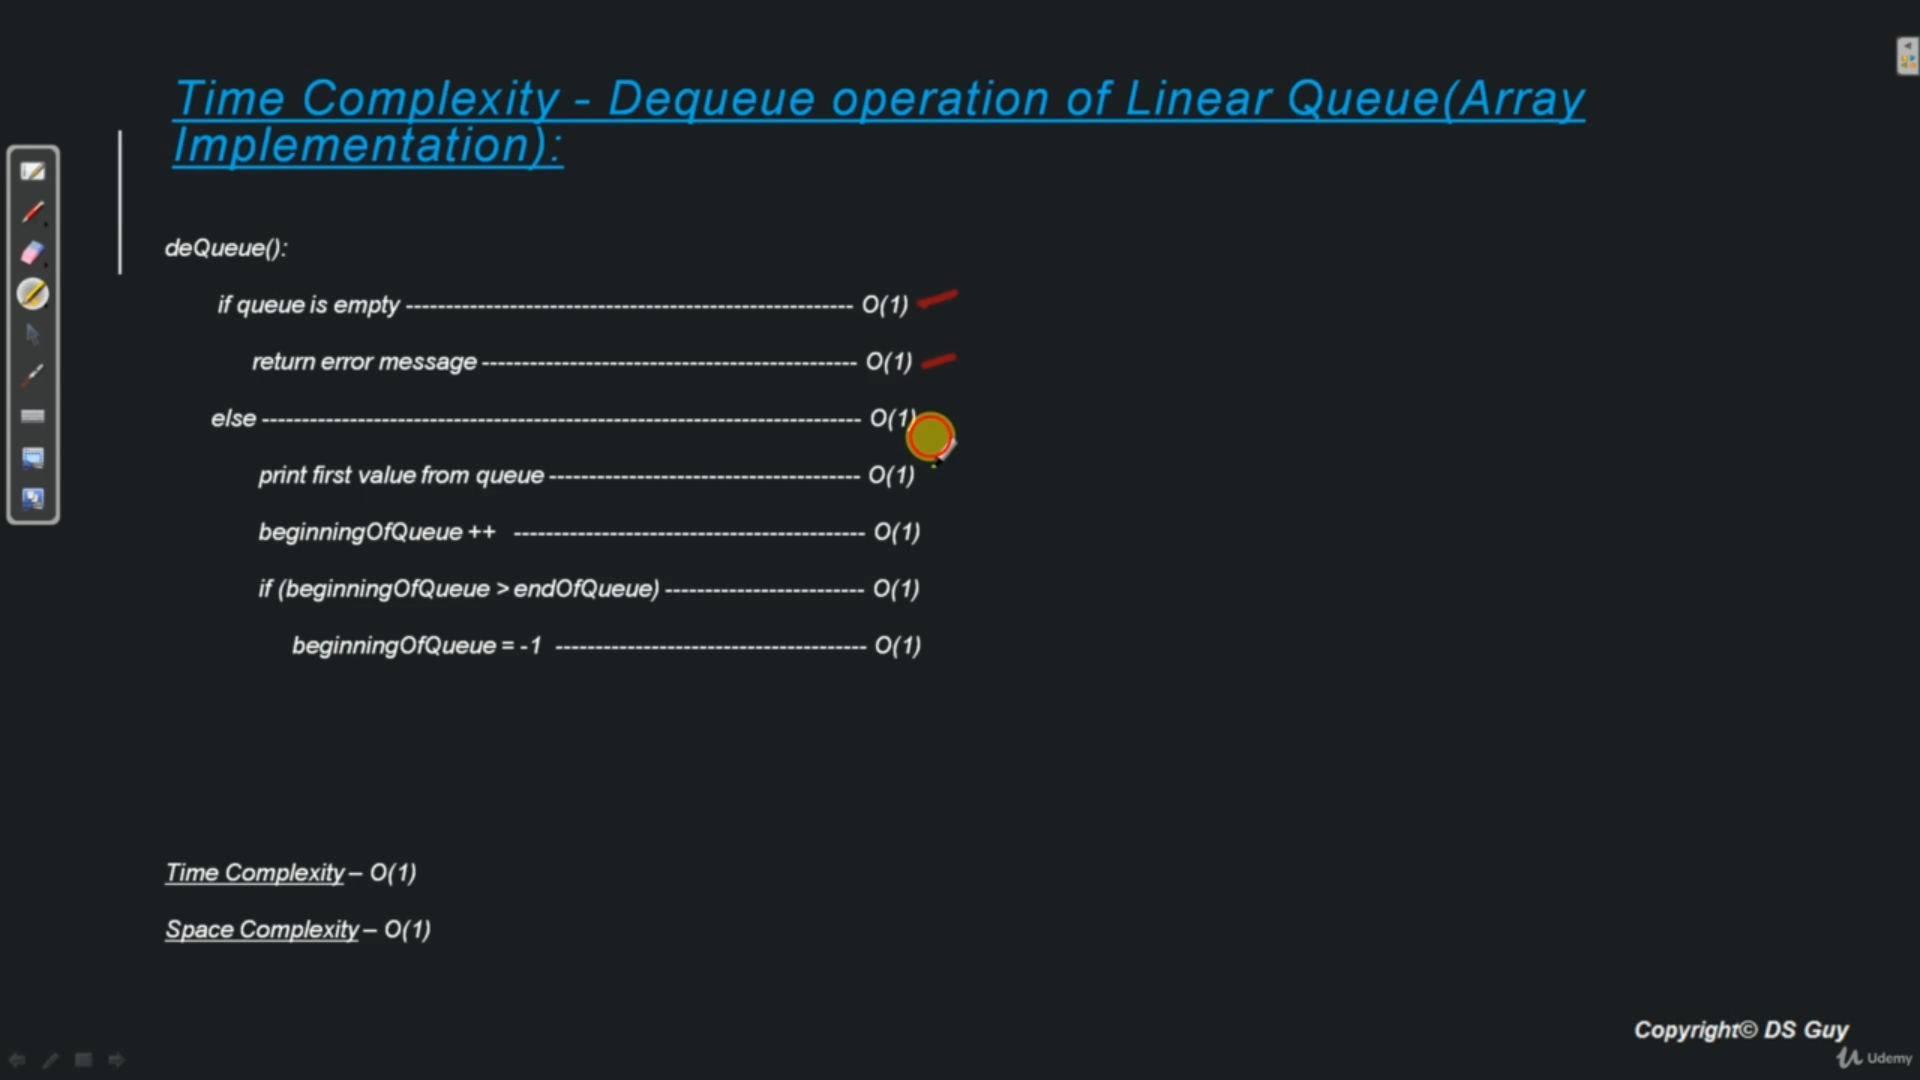 Time Complexity - Dequeue operation of Linear Queue(Array
Implementation):
deQueue():
if queue is empty -------------------------------------------------------- O(1)
return error message ----------------------------------------------- O(1)
else --------------------------------------------------------------------------- O(1)
print first value from queue --------------------------------------- O(1)
beginningOfQueue ++ -------------------------------------------- O(1)
if (beginningOfQueue > endOfQueue) ------------------------- O(1)
beginningOfQueue = -1 --------------------------------------- O(1)
Time Complexity – O(1)
Space Complexity – O(1)
Copyright© DS Guy
Udemy